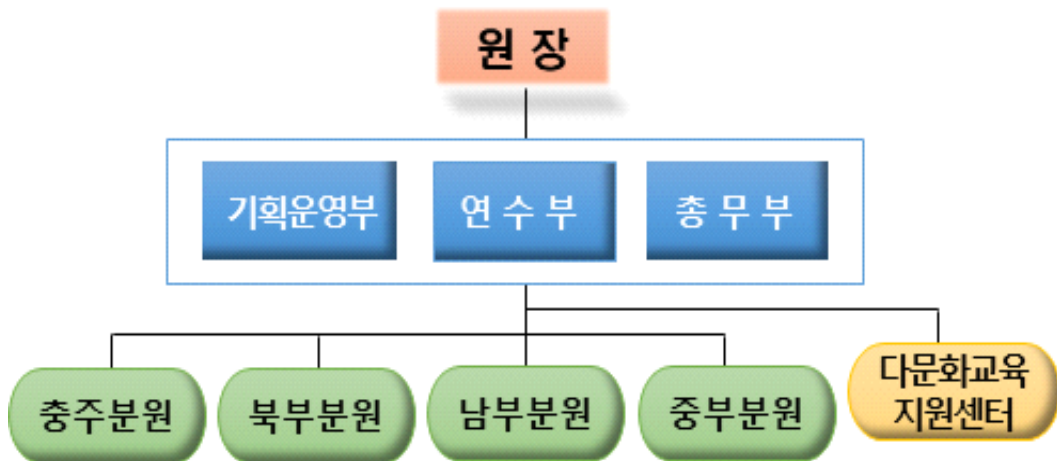 원 장
기획운영부
연 수 부
총 무 부
충주분원
북부분원
남부분원
중부분원
다문화교육
지원센터